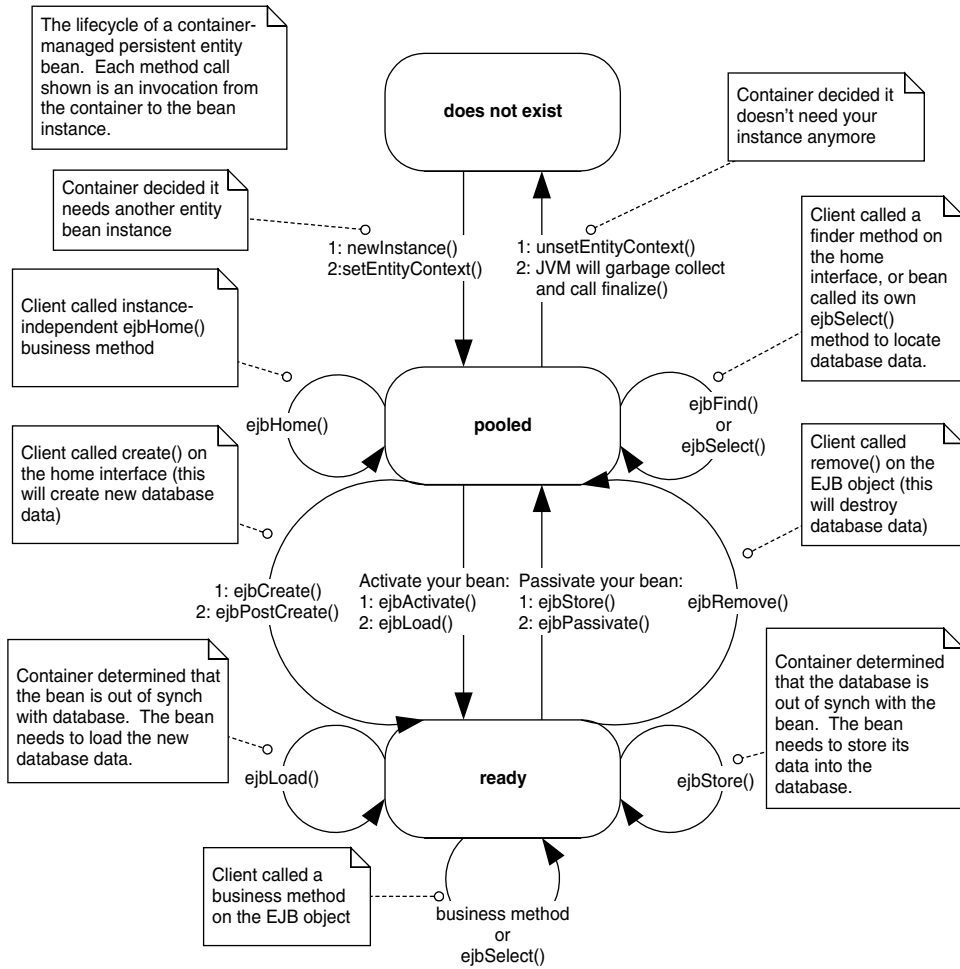 The lifecycle of a container-
managed persistent entity
bean.  Each method call
shown is an invocation from
the container to the bean
instance.
does not exist
Container decided it
doesn't need your
instance anymore
Container decided it
needs another entity
bean instance
1: newInstance()
2:setEntityContext()
1: unsetEntityContext()
2:  JVM will garbage collect
and call finalize()
Client called a
finder method on
the home
interface, or bean
called its own
ejbSelect()
method to locate
database data.
Client called instance-
independent ejbHome()
business method
ejbHome()
pooled
ejbFind()
or
ejbSelect()
Client called create() on
the home interface (this
will create new database
data)
Client called
remove() on the
EJB object (this
will destroy
database data)
1: ejbCreate()
2: ejbPostCreate()
Activate your bean:
1: ejbActivate()
2: ejbLoad()
Passivate your bean:
1: ejbStore()
2: ejbPassivate()
ejbRemove()
Container determined that
the bean is out of synch
with database.  The bean
needs to load the new
database data.
ejbLoad()
ready
ejbStore()
Container determined
that the database is
out of synch with the
bean.  The bean
needs to store its
data into the
database.
Client called a
business method
on the EJB object
business method
or
ejbSelect()